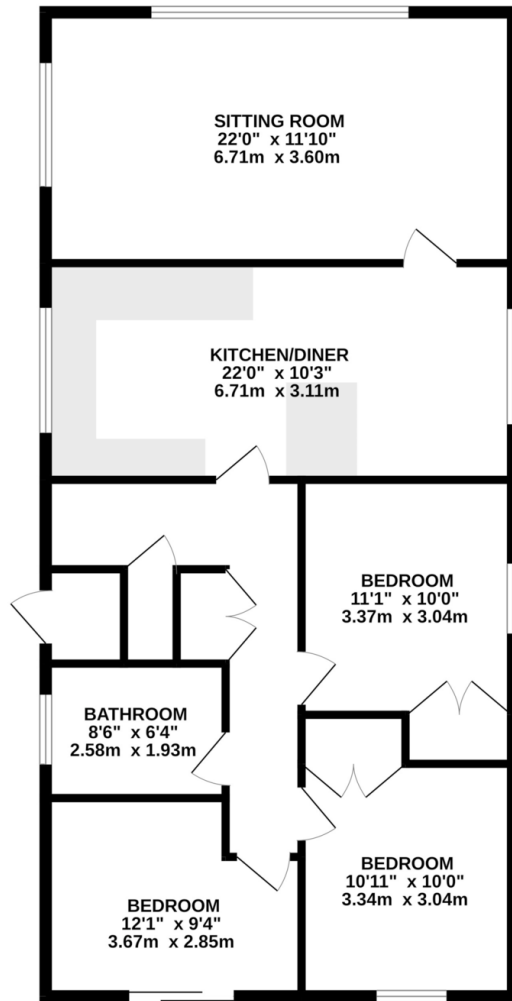 SITTING ROOM
22'0" x 11'10"
6.71m x 3.60m
KITCHEN/DINER
22'0" x 10'3"
6.71m x 3.11m
BEDROOM
11'1" x 10'0"
3.37m x 3.04m
BATHROOM
8'6" x 6'4"
2.58m x 1.93m
BEDROOM
10'11" x 10'0"
3.34m x 3.04m
BEDROOM
12'1" x 9'4"
3.67m x 2.85m